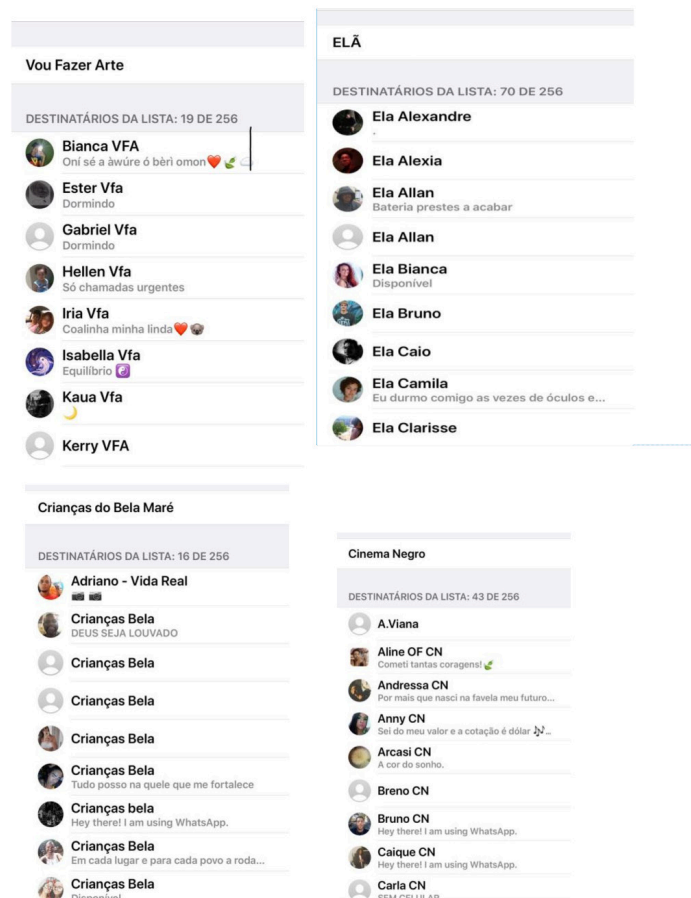 Vou Fazer Arte
DESTINATÁRIOS DA LISTA: 19 DE 256
Bianca VFA
Oní sé a àwúre ó bèrì omon❤️🌿☁️
Ester Vfa
Dormindo
Gabriel Vfa
Dormindo
Hellen Vfa
Só chamadas urgentes
Iria Vfa
Coalinha minha linda❤️🐨
Isabella Vfa
Equilíbrio ☯️
Kaua Vfa
🌙
Kerry VFA
ELÃ
DESTINATÁRIOS DA LISTA: 70 DE 256
Ela Alexandre
.
Ela Alexia
Ela Allan
Bateria prestes a acabar
Ela Allan
Ela Bianca
Disponível
Ela Bruno
Ela Caio
Ela Camila
Eu durmo comigo as vezes de óculos e...
Ela Clarisse
Crianças do Bela Maré
DESTINATÁRIOS DA LISTA: 16 DE 256
Adriano - Vida Real
📷 📷
Crianças Bela
DEUS SEJA LOUVADO
Crianças Bela
Crianças Bela
Crianças Bela
Crianças Bela
Tudo posso na quele que me fortalece
Crianças bela
Hey there! I am using WhatsApp.
Crianças Bela
Em cada lugar e para cada povo a roda...
Crianças Bela
Disponível
Cinema Negro
DESTINATÁRIOS DA LISTA: 43 DE 256
A.Viana
Aline OF CN
Cometi tantas coragens!🌿
Andressa CN
Por mais que nasci na favela meu futuro...
Anny CN
Sei do meu valor e a cotação é dólar 🎶...
Arcasi CN
A cor do sonho.
Breno CN
Bruno CN
Hey there! I am using WhatsApp.
Caique CN
Hey there! I am using WhatsApp.
Carla CN
SEM CELULAR